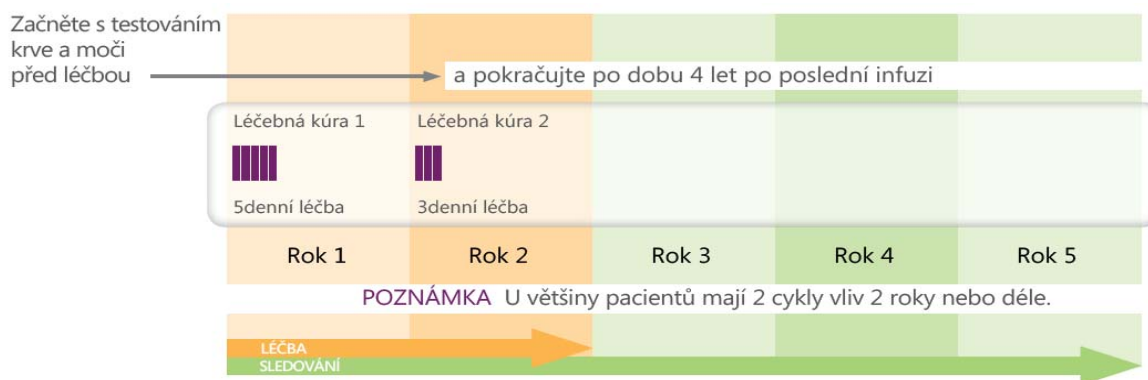 Začněte s testováním
krve a moči
před léčbou
a pokračujte po dobu 4 let po poslední infuzi
Léčebná kúra 1
Léčebná kúra 2
5denní léčba
3denní léčba
Rok 1
Rok 2
Rok 3
Rok 4
Rok 5
POZNÁMKA U většiny pacientů mají 2 cykly vliv 2 roky nebo déle.
LÉČBA
SLEDOVÁNÍ